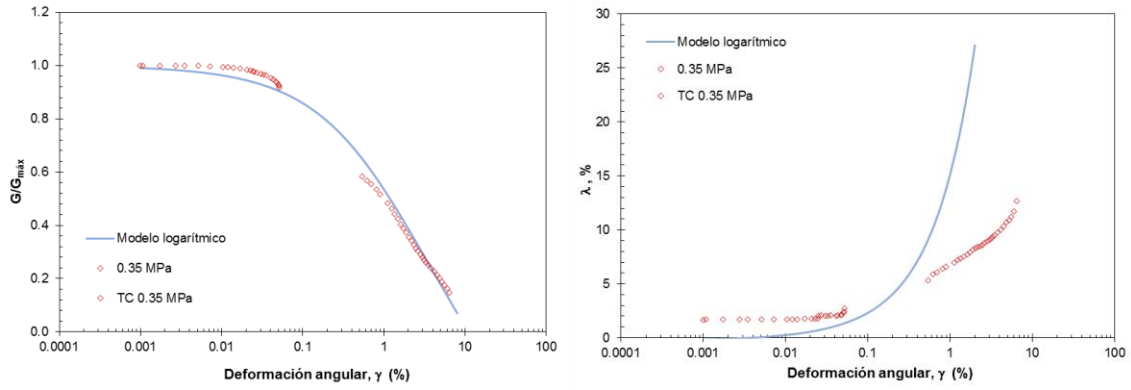 1.2
1.0
0.8
0.6
0.4
0.2
0.0
G/Gmáx
Modelo logarítmico
0.35 MPa
TC 0.35 MPa
0.0001 0.001 0.01 0.1 1 10 100
Deformación angular, γ (%)
30
25
20
15
10
5
0
λ , %
Modelo logarítmico
0.35 MPa
TC 0.35 MPa
0.0001 0.001 0.01 0.1 1 10 100
Deformación angular, γ (%)